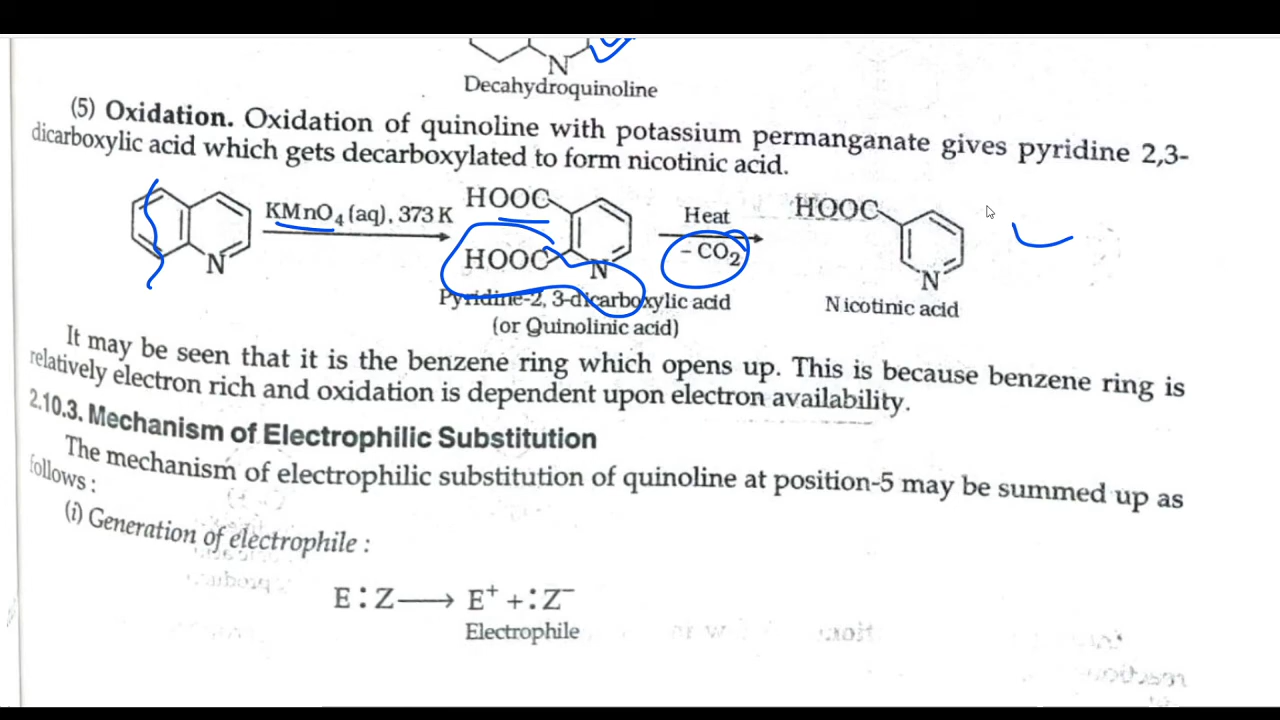 N
Decahydroquinoline
(5) Oxidation. Oxidation of quinoline with potassium permanganate gives pyridine 2,3-
dicarboxylic acid which gets decarboxylated to form nicotinic acid.
KMnO4 (aq), 373 K
HOOC
HOOC
N
N
Heat
– CO2
HOOC
N
Pyridine-2, 3-dicarboxylic acid
(or Quinolinic acid)
Nicotinic acid
It may be seen that it is the benzene ring which opens up. This is because benzene ring is
relatively electron rich and oxidation is dependent upon electron availability.
2.10.3. Mechanism of Electrophilic Substitution
The mechanism of electrophilic substitution of quinoline at position-5 may be summed up as
follows :
(i) Generation of electrophile :
E : Z ⟶ E⁺ + :Z⁻
Electrophile